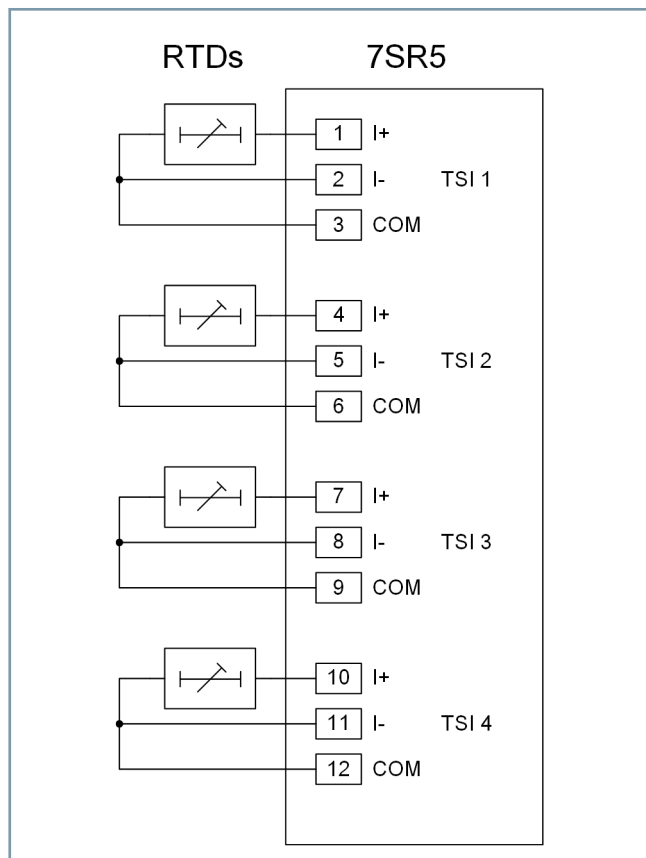 RTDs 7SR5
1 I+
2 I- TSI 1
3 COM
4 I+
5 I- TSI 2
6 COM
7 I+
8 I- TSI 3
9 COM
10 I+
11 I- TSI 4
12 COM